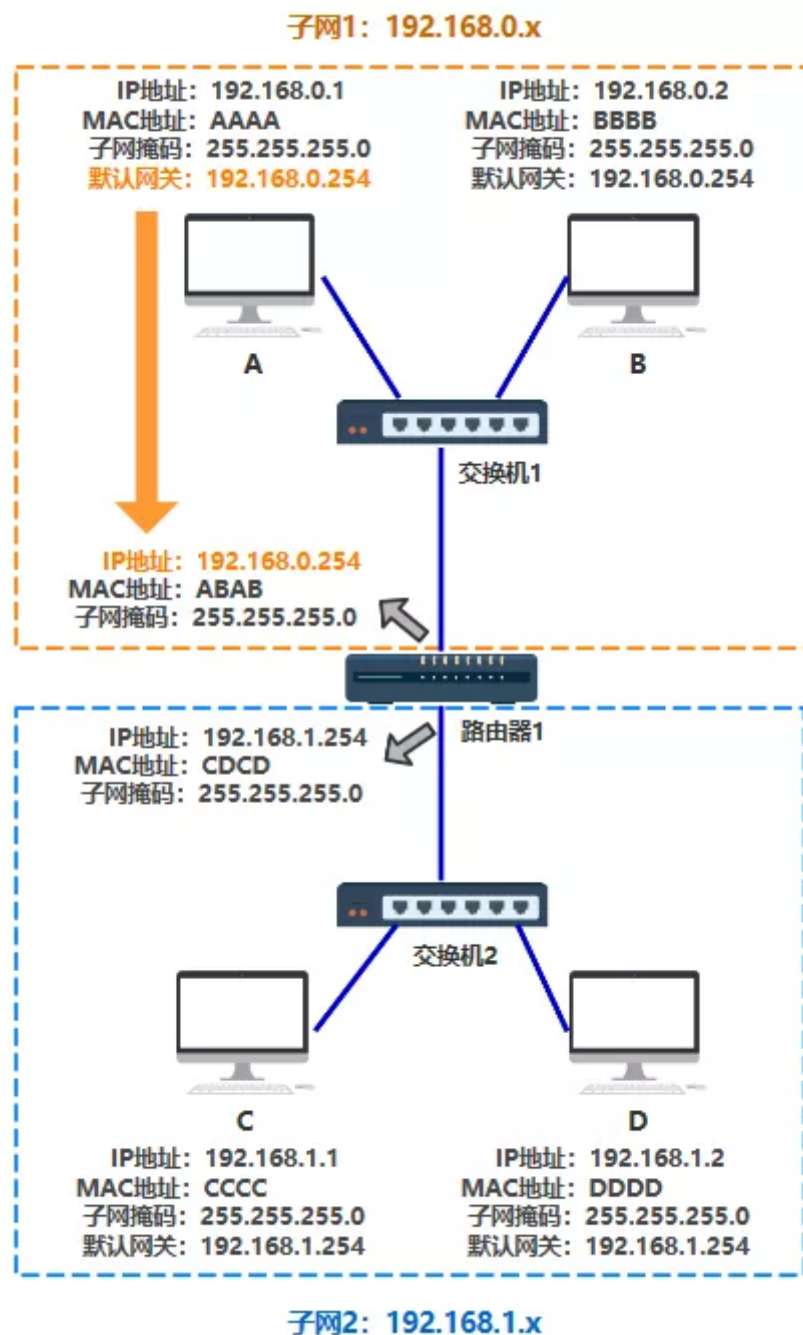 子网1：192.168.0.x
IP地址：192.168.0.1
MAC地址：AAAA
子网掩码：255.255.255.0
默认网关：192.168.0.254
IP地址：192.168.0.2
MAC地址：BBBB
子网掩码：255.255.255.0
默认网关：192.168.0.254
A
B
交换机1
IP地址：192.168.0.254
MAC地址：ABAB
子网掩码：255.255.255.0
路由器1
IP地址：192.168.1.254
MAC地址：CDCD
子网掩码：255.255.255.0
交换机2
C
D
IP地址：192.168.1.1
MAC地址：CCCC
子网掩码：255.255.255.0
默认网关：192.168.1.254
IP地址：192.168.1.2
MAC地址：DDDD
子网掩码：255.255.255.0
默认网关：192.168.1.254
子网2：192.168.1.x